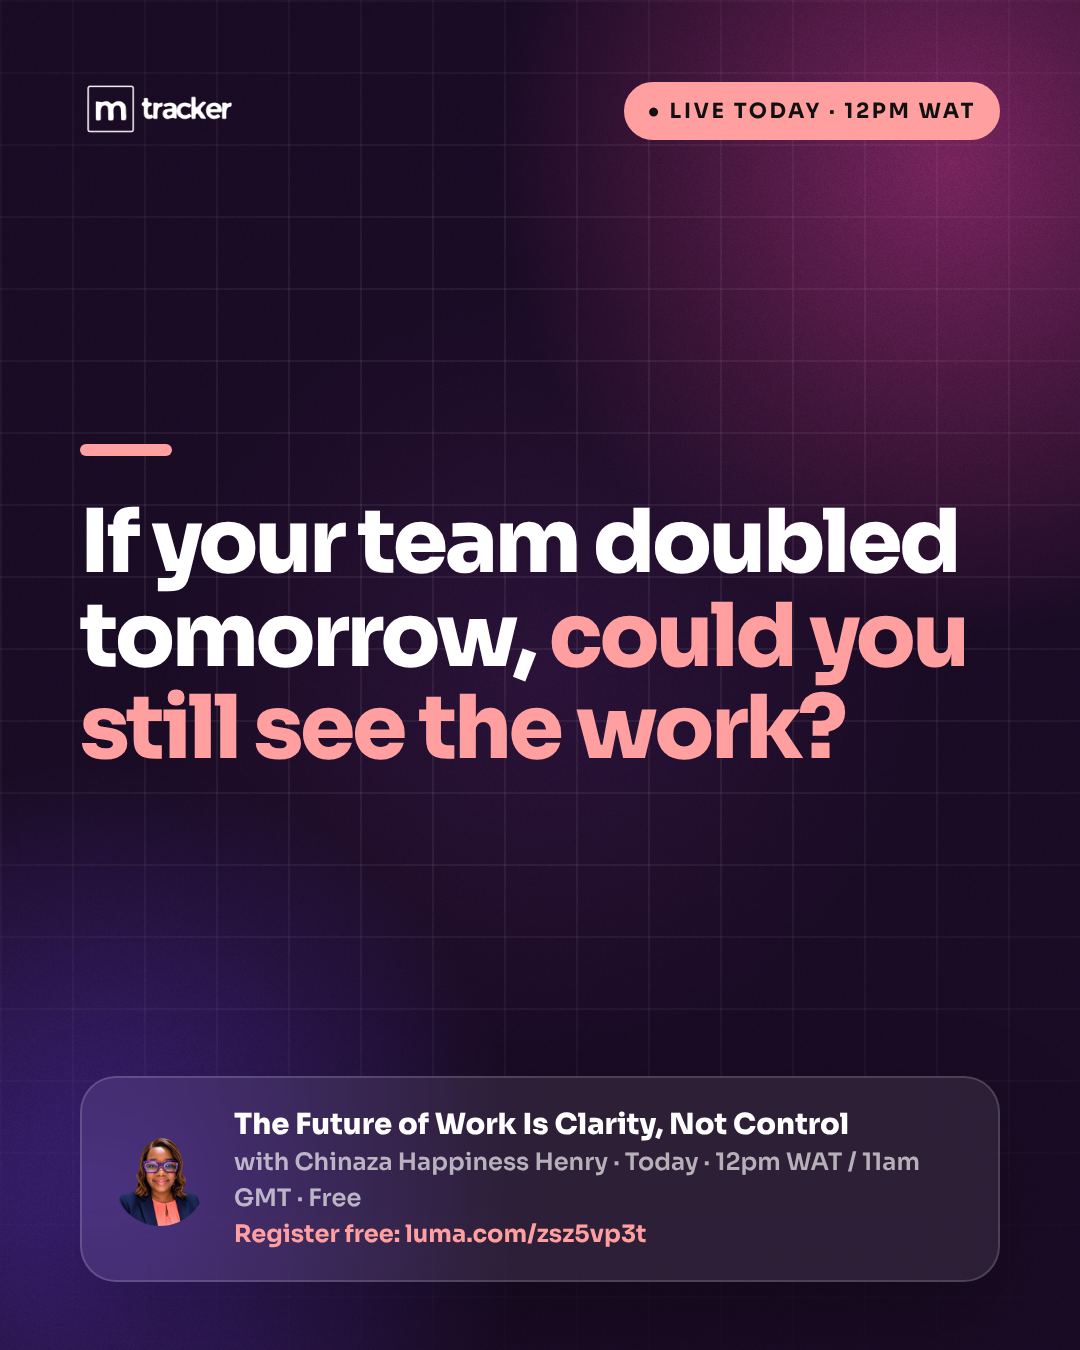 m tracker
• LIVE TODAY · 12PM WAT
If your team doubled
tomorrow, could you
still see the work?
The Future of Work Is Clarity, Not Control
with Chinaza Happiness Henry · Today · 12pm WAT / 11am
GMT · Free
Register free: luma.com/zsz5vp3t